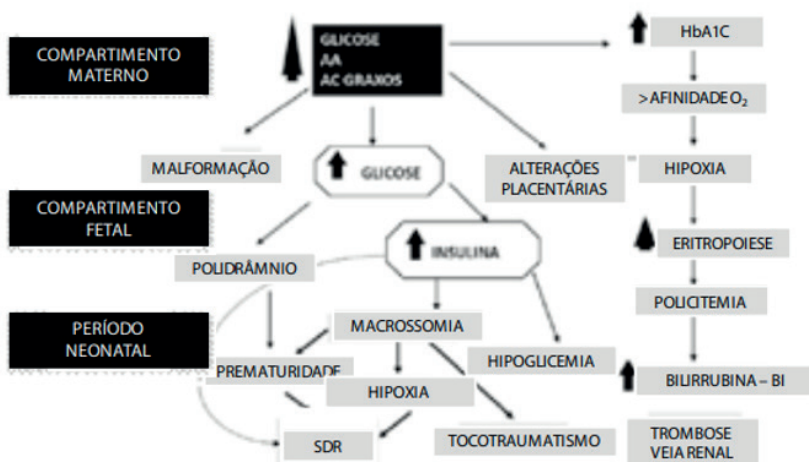 COMPARTIMENTO
MATERNO
GLICOSE
AA
AC GRAXOS
HbA1C
>AFINIDADE O₂
MALFORMAÇÃO
GLICOSE
ALTERAÇÕES
PLACENTÁRIAS
HIPOXIA
COMPARTIMENTO
FETAL
POLIDRÂMNIO
INSULINA
ERITROPOIESE
POLICITEMIA
PERÍODO
NEONATAL
MACROSSOMIA
PREMATURIDADE
HIPOXIA
HIPOGLICEMIA
BILIRRUBINA – BI
SDR
TOCOTRAUMATISMO
TROMBOSE
VEIA RENAL